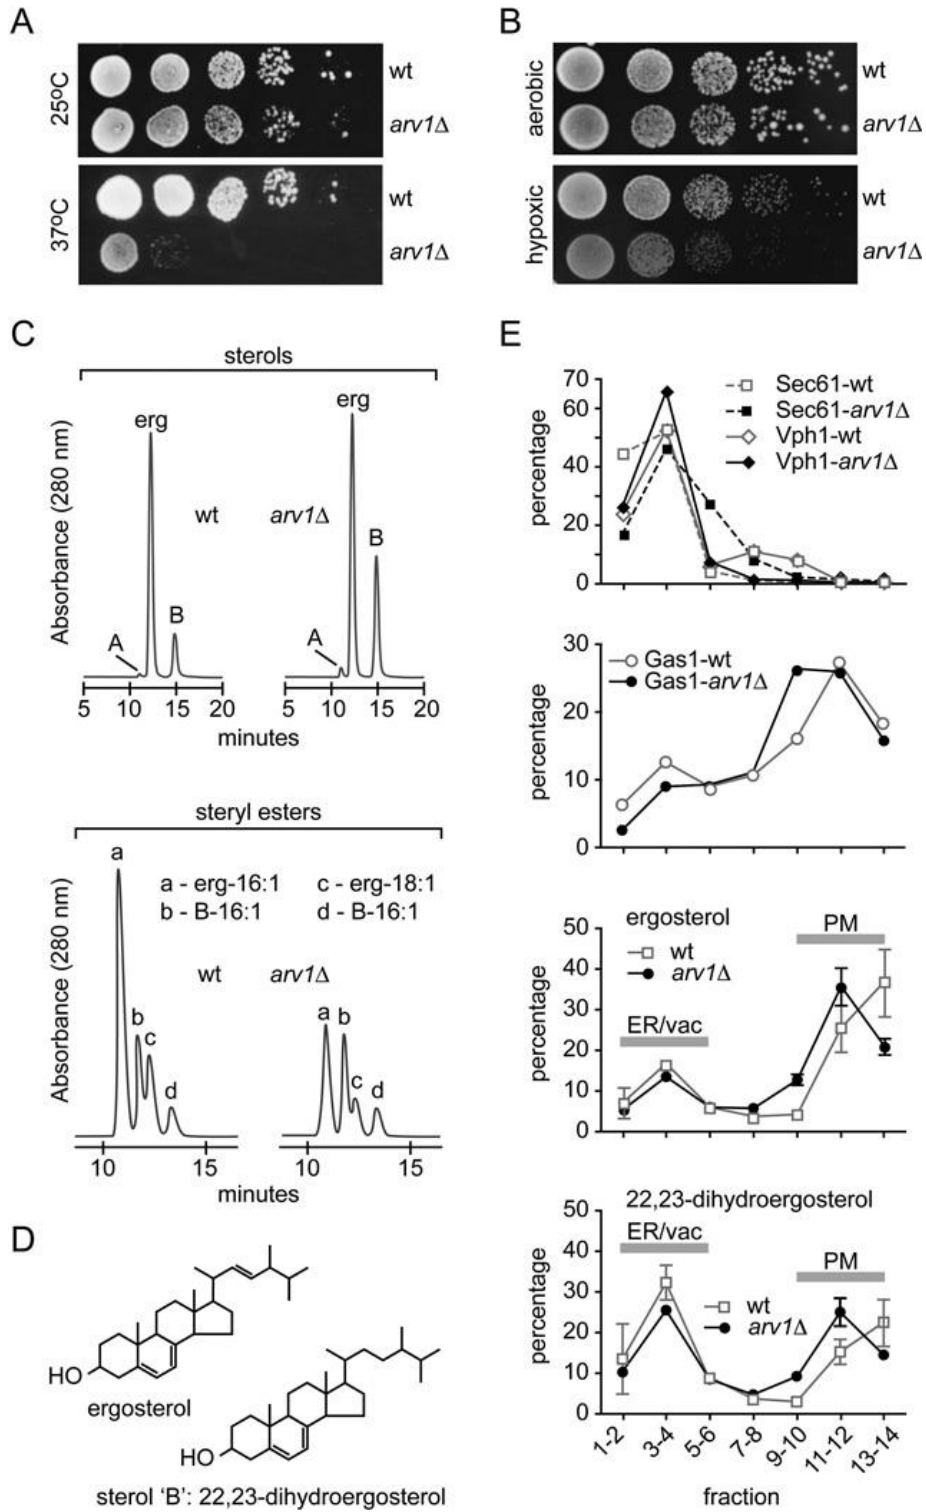 A
25ºC
wt
arv1Δ
37ºC
wt
arv1Δ
B
aerobic
wt
arv1Δ
hypoxic
wt
arv1Δ
C
sterols
Absorbance (280 nm)
erg
wt
A
B
erg
arv1Δ
A
B
5 10 15 20
5 10 15 20
minutes
steryl esters
Absorbance (280 nm)
a - erg-16:1
c - erg-18:1
b - B-16:1
d - B-16:1
wt
arv1Δ
a
b
c
d
a
b
c
d
10 15
10 15
minutes
D
HO
ergosterol
HO
sterol ‘B’: 22,23-dihydroergosterol
E
percentage
70
60
40
20
0
Sec61-wt
Sec61-arv1Δ
Vph1-wt
Vph1-arv1Δ
percentage
30
20
10
0
Gas1-wt
Gas1-arv1Δ
percentage
50
40
30
20
10
0
ergosterol
wt
arv1Δ
ER/vac
PM
22,23-dihydroergosterol
percentage
50
40
30
20
10
0
ER/vac
PM
wt
arv1Δ
1-2
3-4
5-6
7-8
9-10
11-12
13-14
fraction